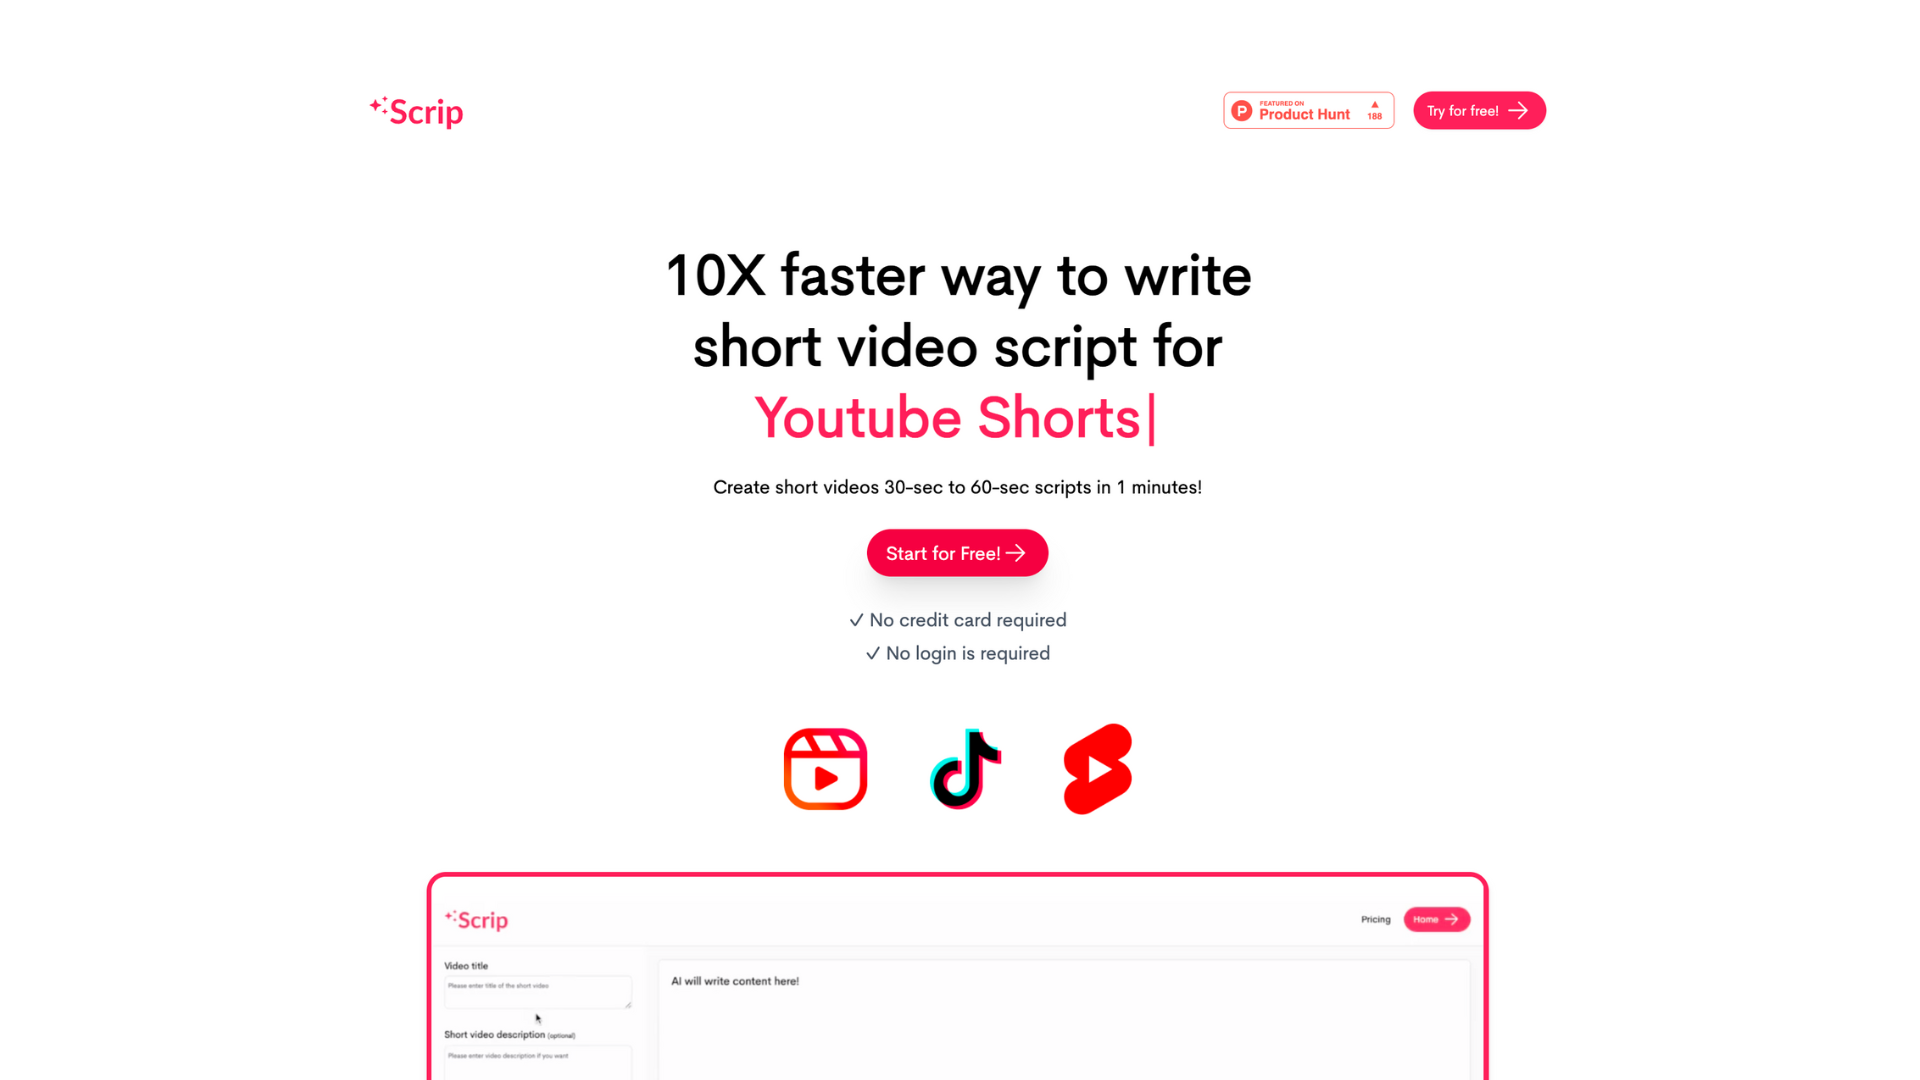 Scrip
FEATURED ON
Product Hunt
188
Try for free!
10X faster way to write
short video script for
Youtube Shorts|
Create short videos 30-sec to 60-sec scripts in 1 minutes!
Start for Free!
✓ No credit card required
✓ No login is required
Scrip
Pricing
Home
Video title
Please enter title of the short video
AI will write content here!
Short video description (optional)
Please enter video description if you want